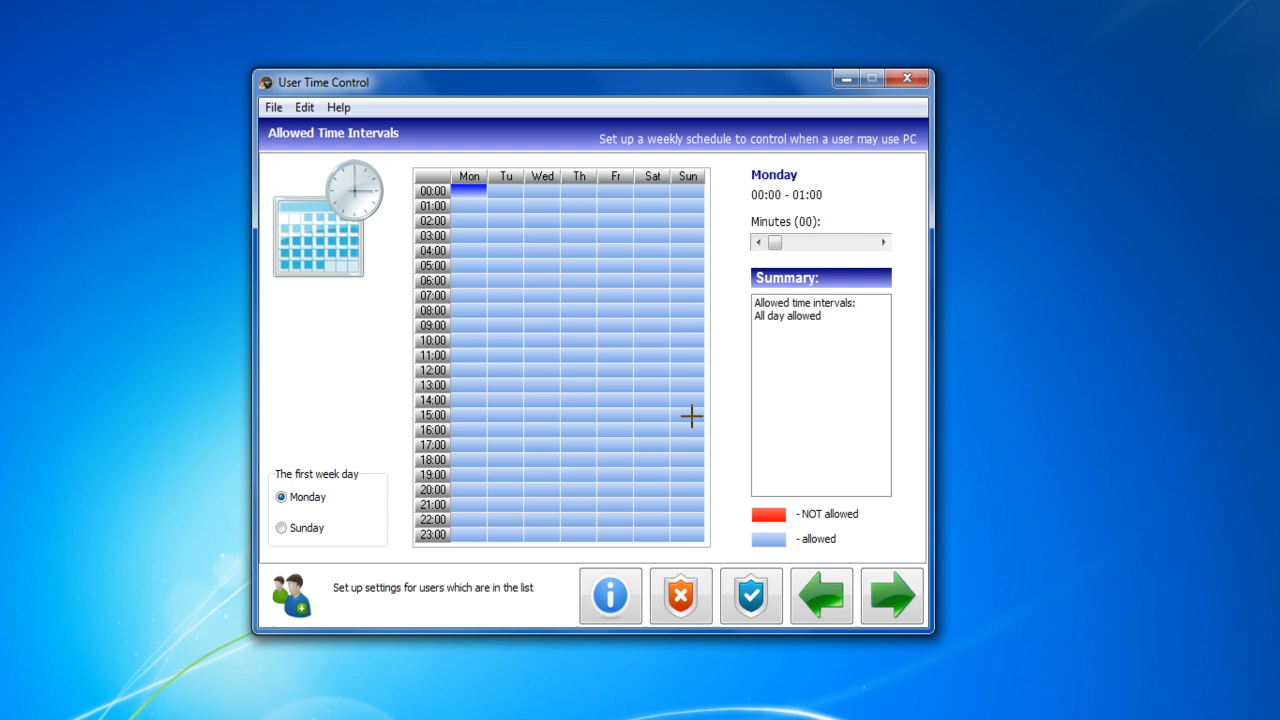 User Time Control
File Edit Help
Allowed Time Intervals
Set up a weekly schedule to control when a user may use PC
Mon Tu Wed Th Fr Sat Sun
00:00
01:00
02:00
03:00
04:00
05:00
06:00
07:00
08:00
09:00
10:00
11:00
12:00
13:00
14:00
15:00
16:00
17:00
18:00
19:00
20:00
21:00
22:00
23:00
Monday
00:00 - 01:00
Minutes (00):
Summary:
Allowed time intervals:
All day allowed
- NOT allowed
- allowed
The first week day
Monday
Sunday
Set up settings for users which are in the list